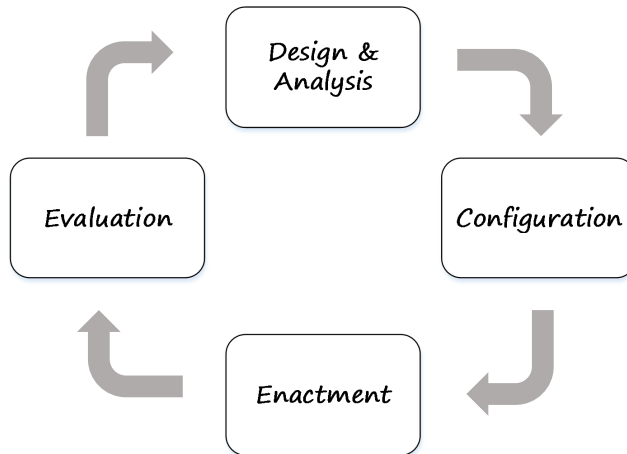 Design &
Analysis
Evaluation
Configuration
Enactment